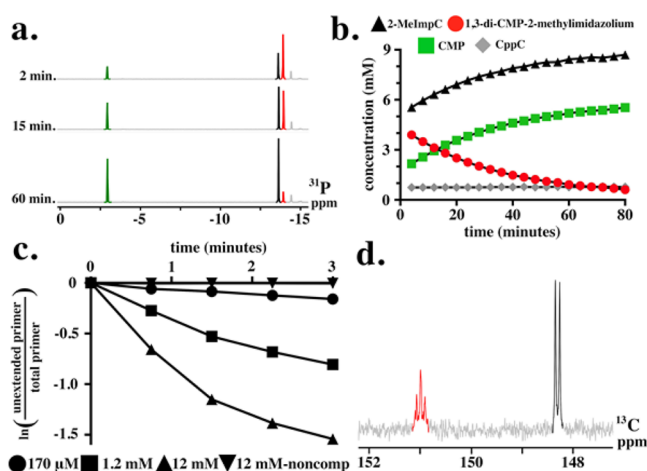 a.
2 min.
15 min.
60 min.
³¹P
ppm
0 -5 -10 -15
b.
2-MeImpC 1,3-di-CMP-2-methylimidazolium
CMP CppC
concentration (mM)
9
6
3
0
0 20 40 60 80
time (minutes)
c.
time (minutes)
0 1 2 3
ln(unextended primer
total primer)
0
-0.5
-1.0
-1.5
170 µM 1.2 mM 12 mM 12 mM-noncomp
d.
¹³C
ppm
152 150 148